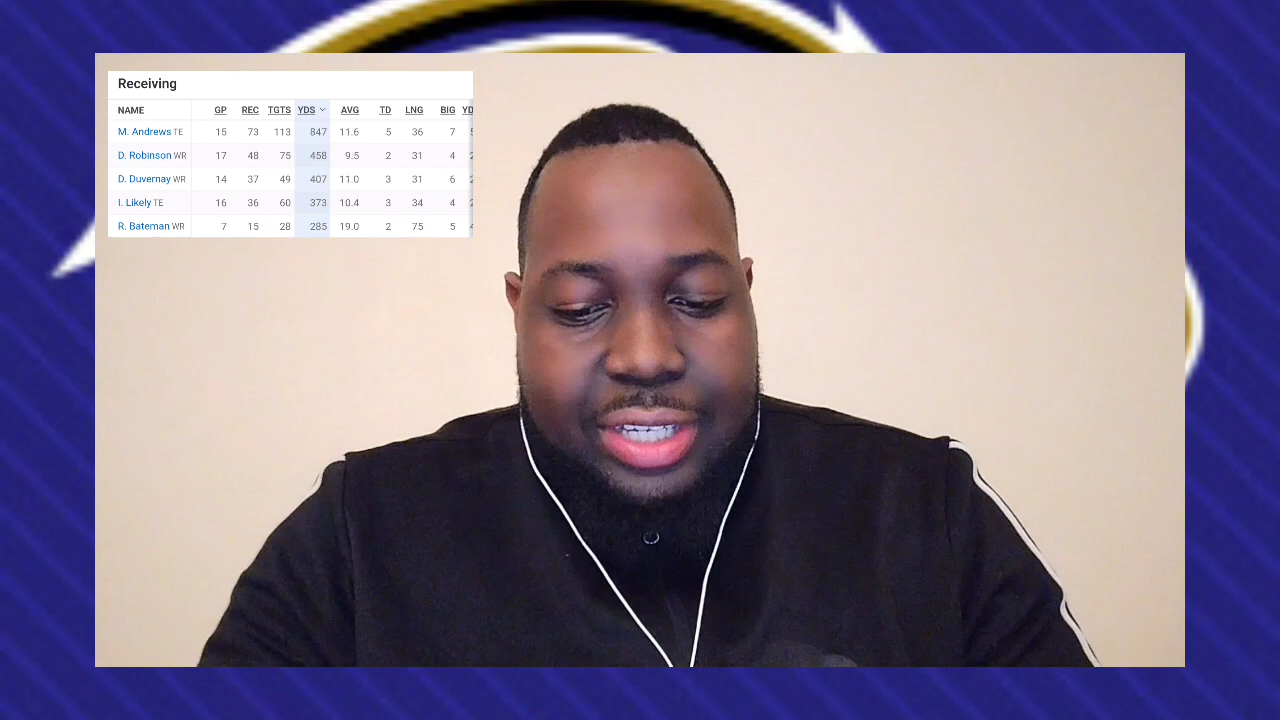 Receiving
NAME GP REC TGTS YDS AVG TD LNG BIG YD
M. Andrews TE 15 73 113 847 11.6 5 36 7
D. Robinson WR 17 48 75 458 9.5 2 31 4
D. Duvernay WR 14 37 49 407 11.0 3 31 6
I. Likely TE 16 36 60 373 10.4 3 34 4
R. Bateman WR 7 15 28 285 19.0 2 75 5